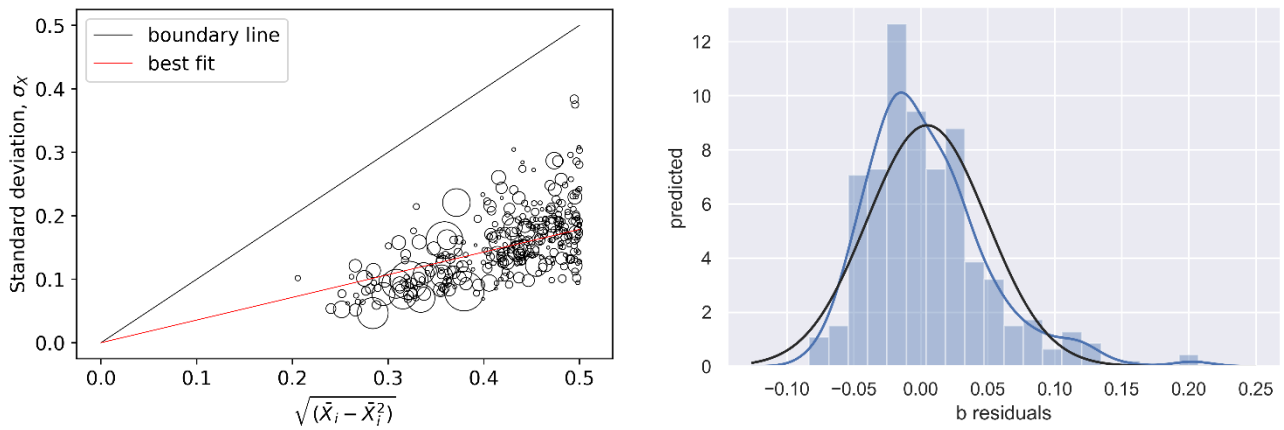 boundary line
best fit
Standard deviation, σ_X
0.5
0.4
0.3
0.2
0.1
0.0
0.0 0.1 0.2 0.3 0.4 0.5
√(X̄_i − X̄_i²)
predicted
12
10
8
6
4
2
0
−0.10 −0.05 0.00 0.05 0.10 0.15 0.20 0.25
b residuals